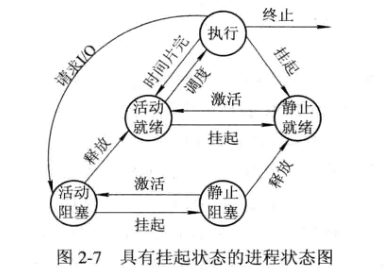 终止
执行
请求I/O
时间片完
调度
挂起
活动
就绪
激活
挂起
静止
就绪
释放
释放
活动
阻塞
激活
挂起
静止
阻塞
图 2-7 具有挂起状态的进程状态图